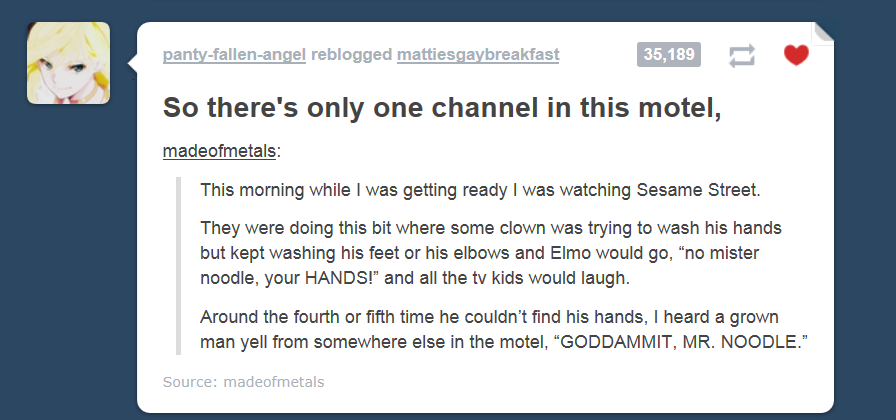 panty-fallen-angel reblogged mattiesgaybreakfast
35,189
So there's only one channel in this motel,
madeofmetals:
This morning while I was getting ready I was watching Sesame Street.
They were doing this bit where some clown was trying to wash his hands
but kept washing his feet or his elbows and Elmo would go, “no mister
noodle, your HANDS!” and all the tv kids would laugh.
Around the fourth or fifth time he couldn’t find his hands, I heard a grown
man yell from somewhere else in the motel, “GODDAMMIT, MR. NOODLE.”
Source: madeofmetals